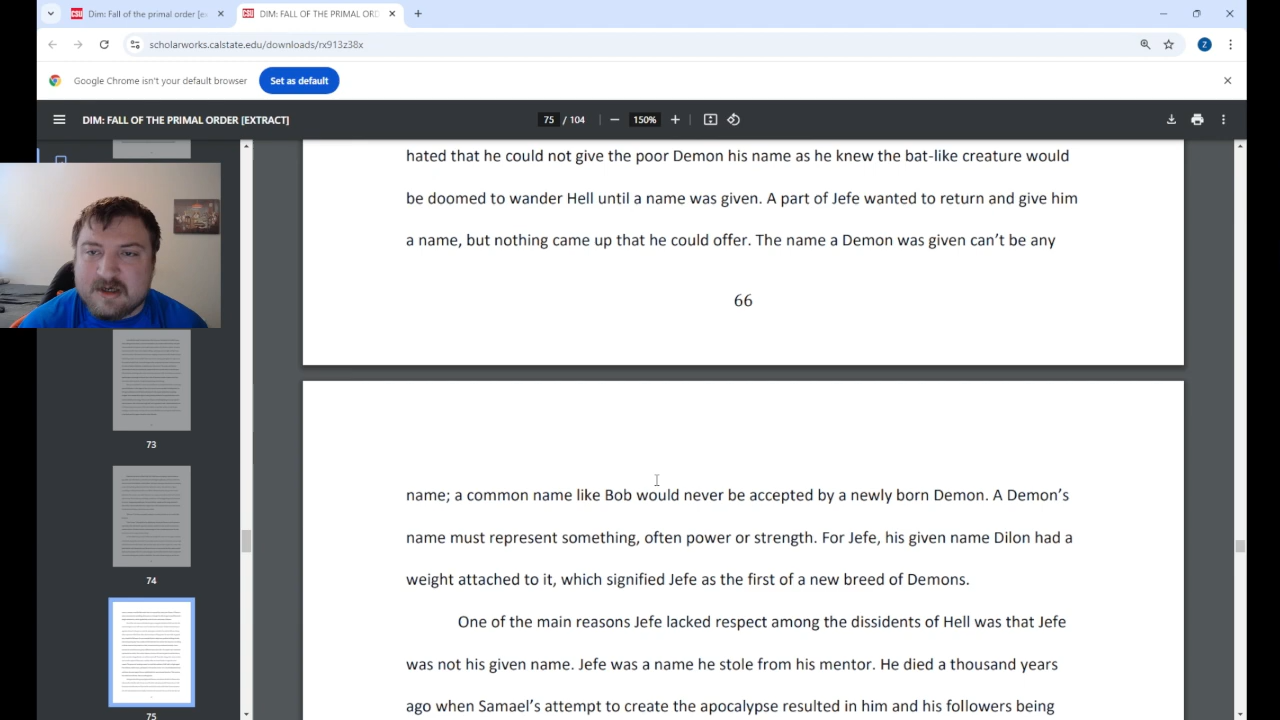 Dim: Fall of the primal order [e
DIM: FALL OF THE PRIMAL ORD
scholarworks.calstate.edu/downloads/rx913z38x
Z
Google Chrome isn't your default browser
Set as default
DIM: FALL OF THE PRIMAL ORDER [EXTRACT]
75 / 104
150%
hated that he could not give the poor Demon his name as he knew the bat-like creature would
be doomed to wander Hell until a name was given. A part of Jefe wanted to return and give him
a name, but nothing came up that he could offer. The name a Demon was given can't be any
66
73
74
75
name; a common name like Bob would never be accepted by a newly born Demon. A Demon's
name must represent something, often power or strength. For Jefe, his given name Dilon had a
weight attached to it, which signified Jefe as the first of a new breed of Demons.
One of the main reasons Jefe lacked respect among the dissidents of Hell was that Jefe
was not his given name. Jefe was a name he stole from his mentor. He died a thousand years
ago when Samael's attempt to create the apocalypse resulted in him and his followers being